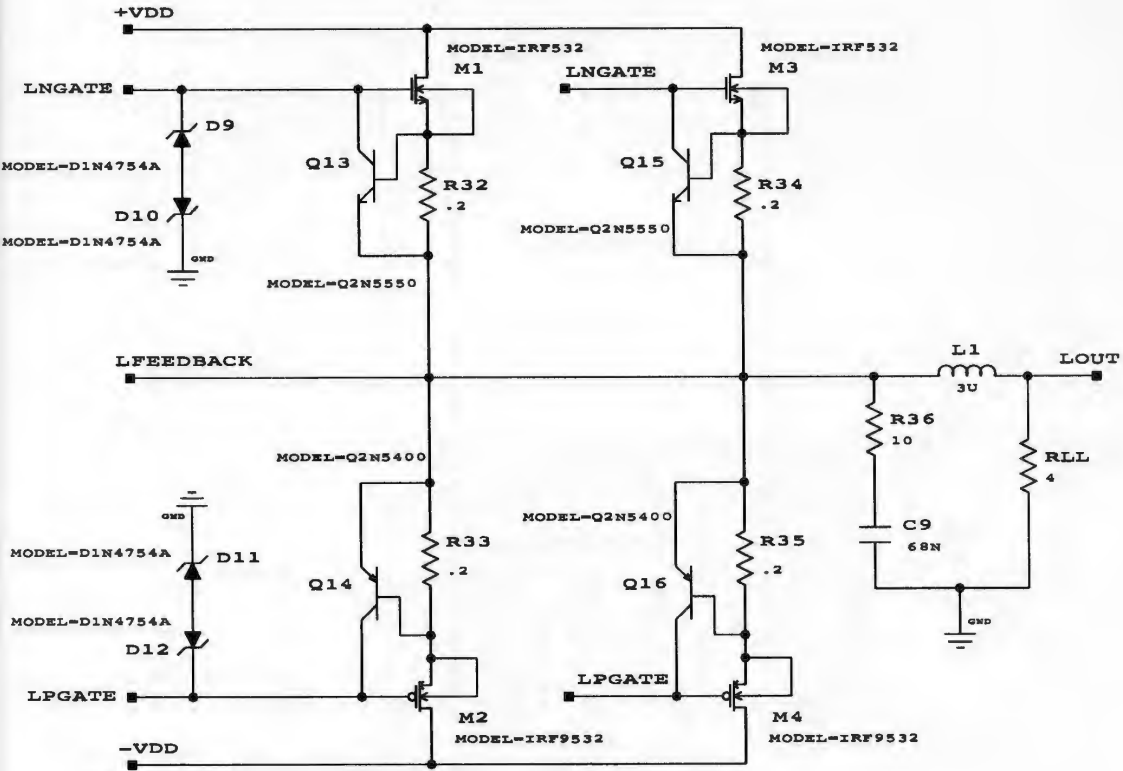 +VDD
MODEL=IRF532
M1
MODEL=IRF532
M3
LNGATE
LNGATE
D9
MODEL=D1N4754A
D10
MODEL=D1N4754A
GND
Q13
R32
.2
MODEL=Q2N5550
Q15
R34
.2
MODEL=Q2N5550
LFEEDBACK
L1
3U
LOUT
R36
10
RLL
4
C9
68N
GND
MODEL=Q2N5400
MODEL=Q2N5400
GND
MODEL=D1N4754A
D11
MODEL=D1N4754A
D12
R33
.2
Q14
R35
.2
Q16
LPGATE
LPGATE
M2
MODEL=IRF9532
M4
MODEL=IRF9532
-VDD